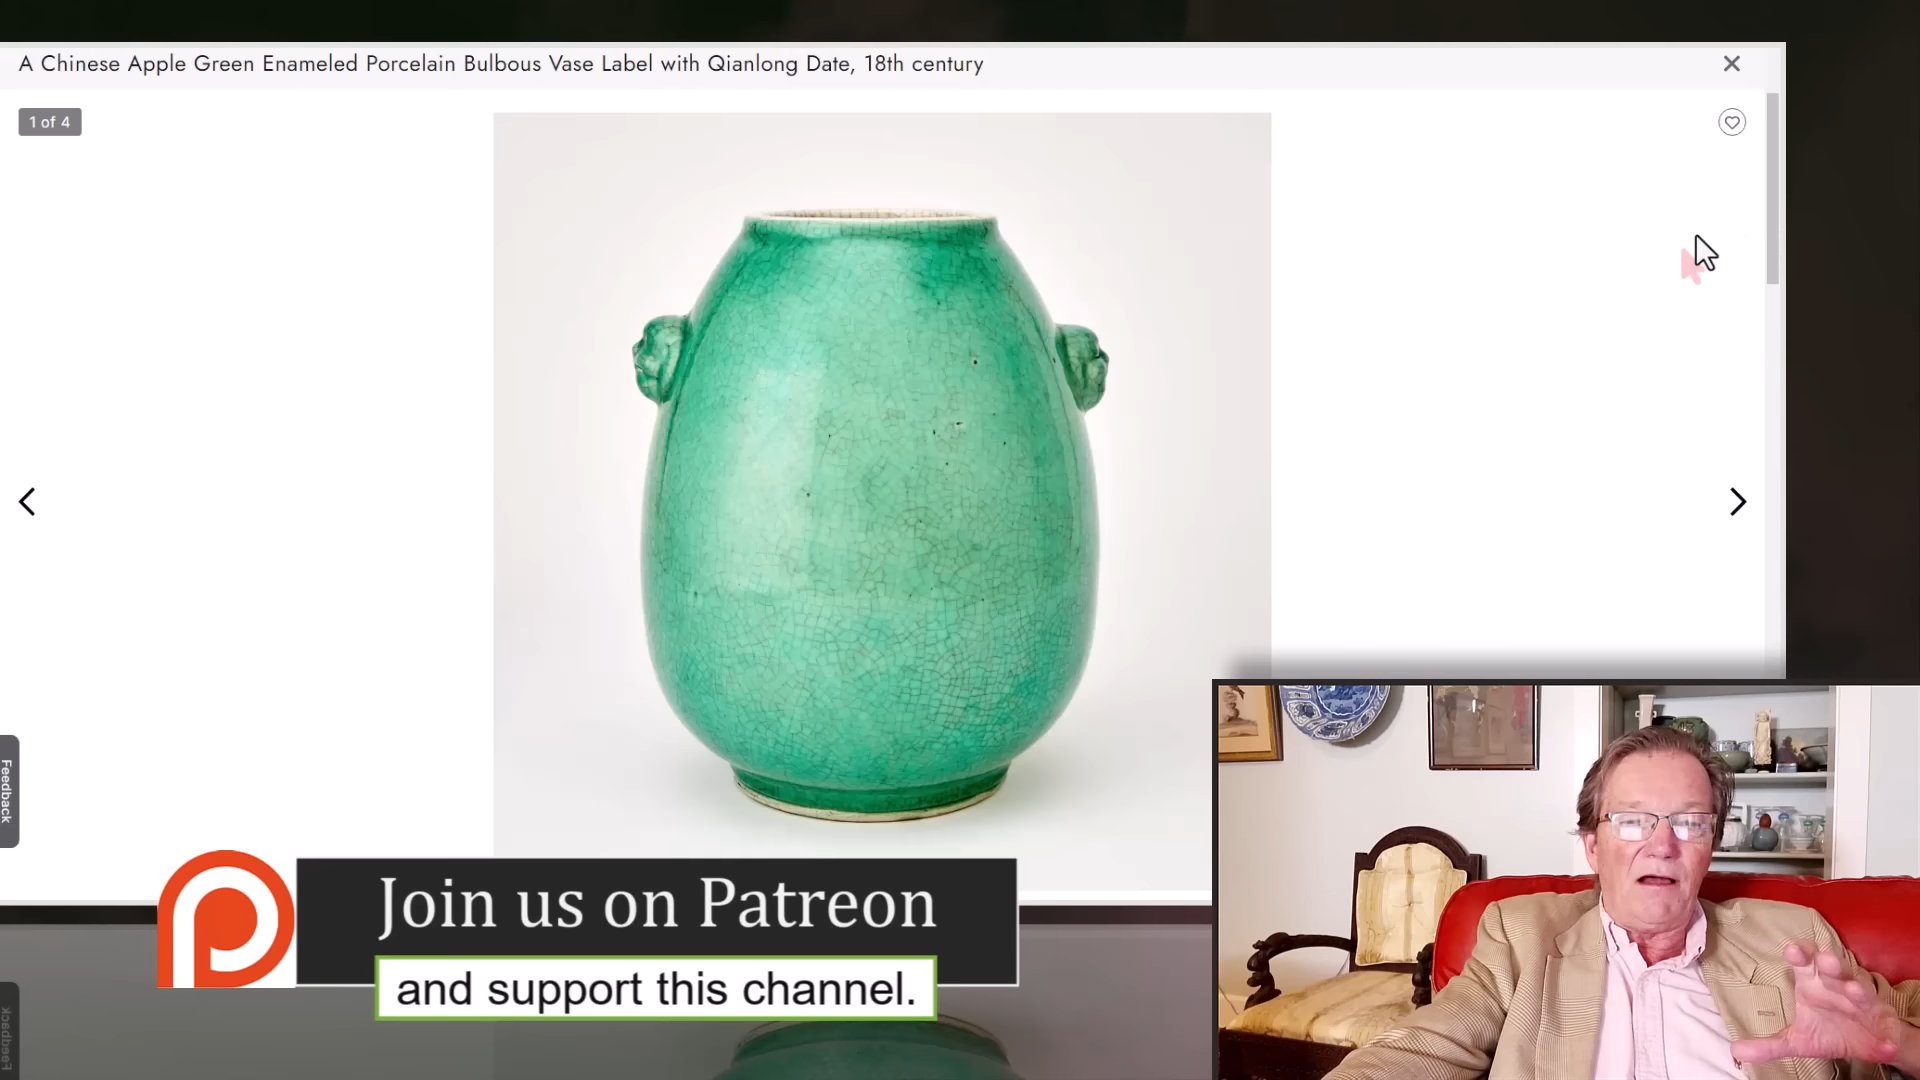 A Chinese Apple Green Enameled Porcelain Bulbous Vase Label with Qianlong Date, 18th century
1 of 4
Feedback
Join us on Patreon
and support this channel.
Feedback